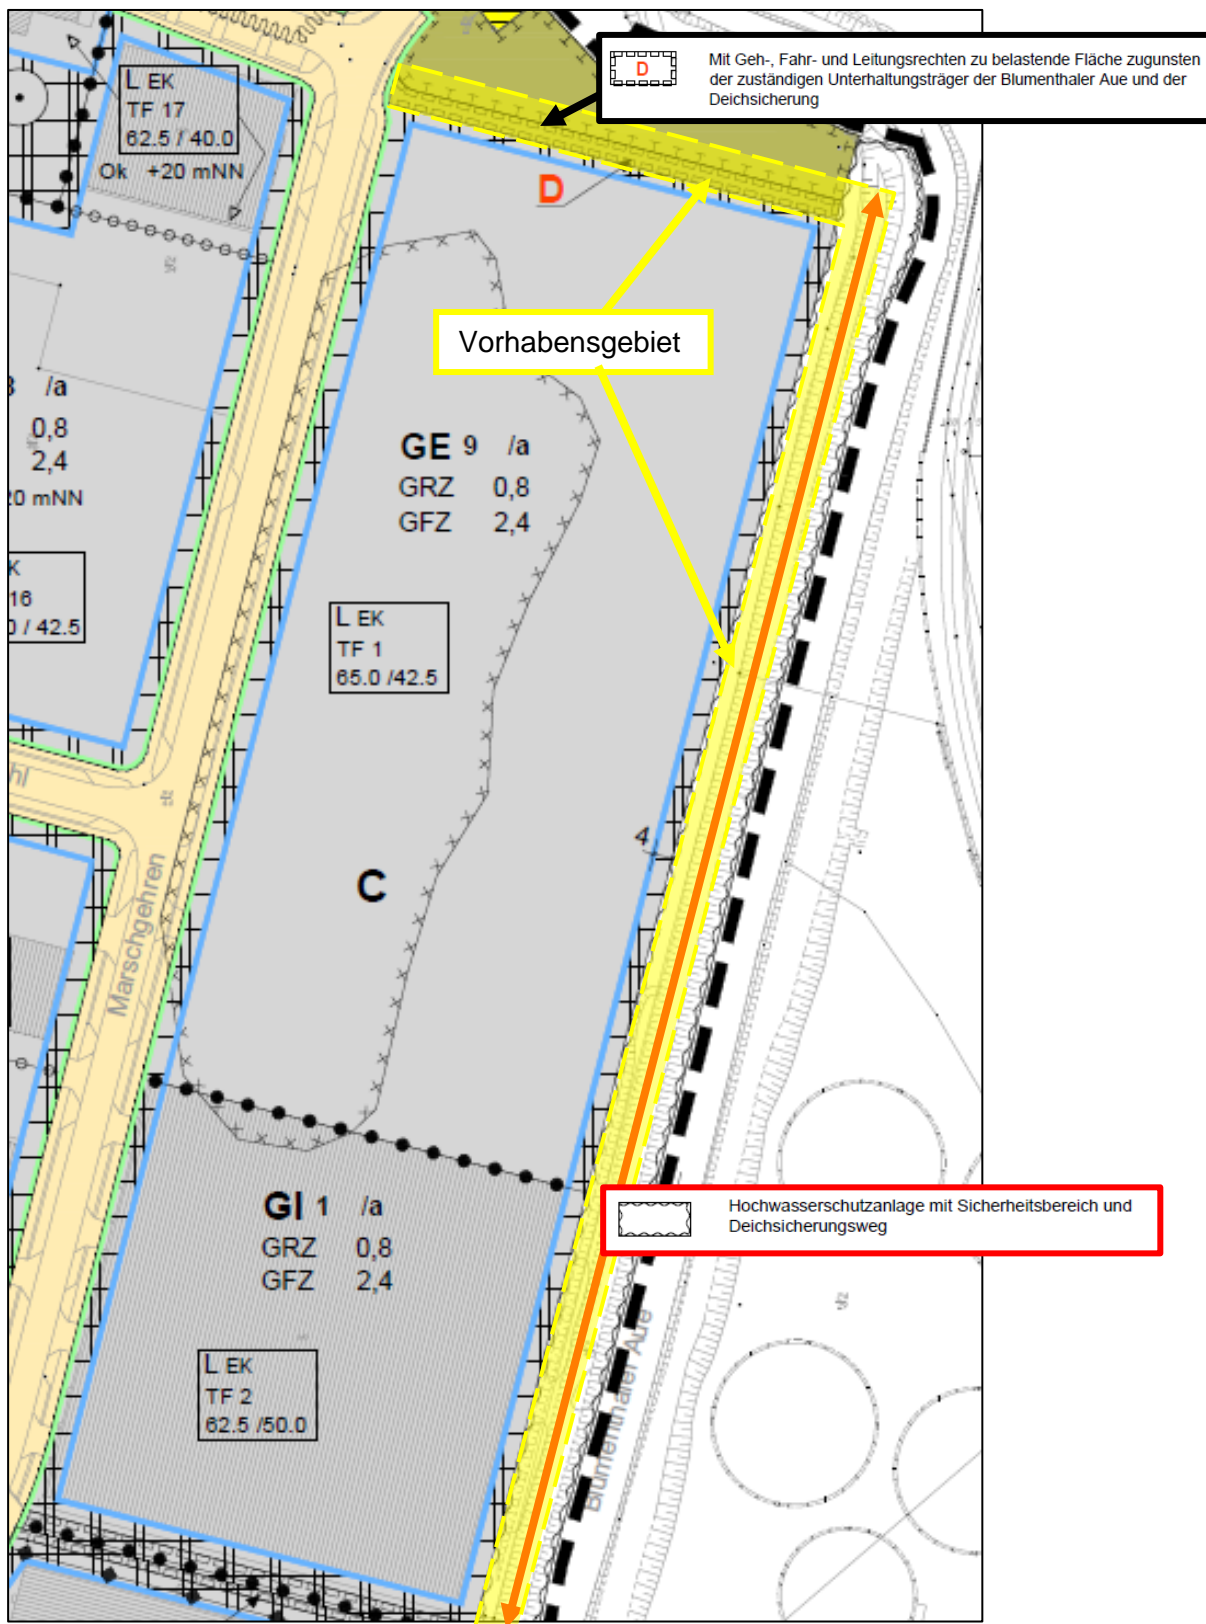 D
Mit Geh-, Fahr- und Leitungsrechten zu belastende Fläche zugunsten
der zuständigen Unterhaltungsträger der Blumenthaler Aue und der
Deichsicherung
L EK
TF 17
62.5 / 40.0
Ok +20 mNN
D
Vorhabensgebiet
/a
0,8
2,4
20 mNN
GE 9 /a
GRZ 0,8
GFZ 2,4
K
16
0 / 42.5
L EK
TF 1
65.0 /42.5
hl
4
C
Marschgehren
GI 1 /a
GRZ 0,8
GFZ 2,4
Hochwasserschutzanlage mit Sicherheitsbereich und
Deichsicherungsweg
L EK
TF 2
62.5 /50.0
Blumenthaler Aue